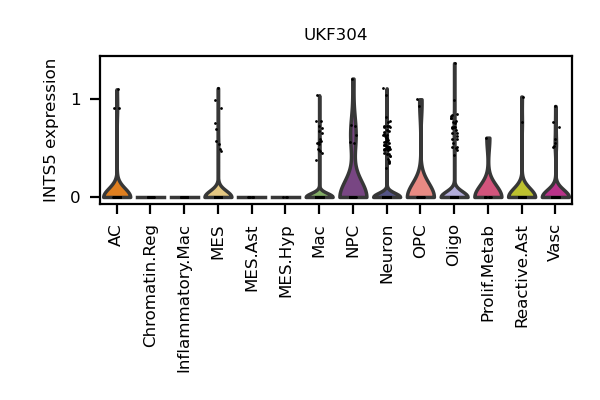 UKF304
INTS5 expression
1
0
AC
Chromatin.Reg
Inflammatory.Mac
MES
MES.Ast
MES.Hyp
Mac
NPC
Neuron
OPC
Oligo
Prolif.Metab
Reactive.Ast
Vasc